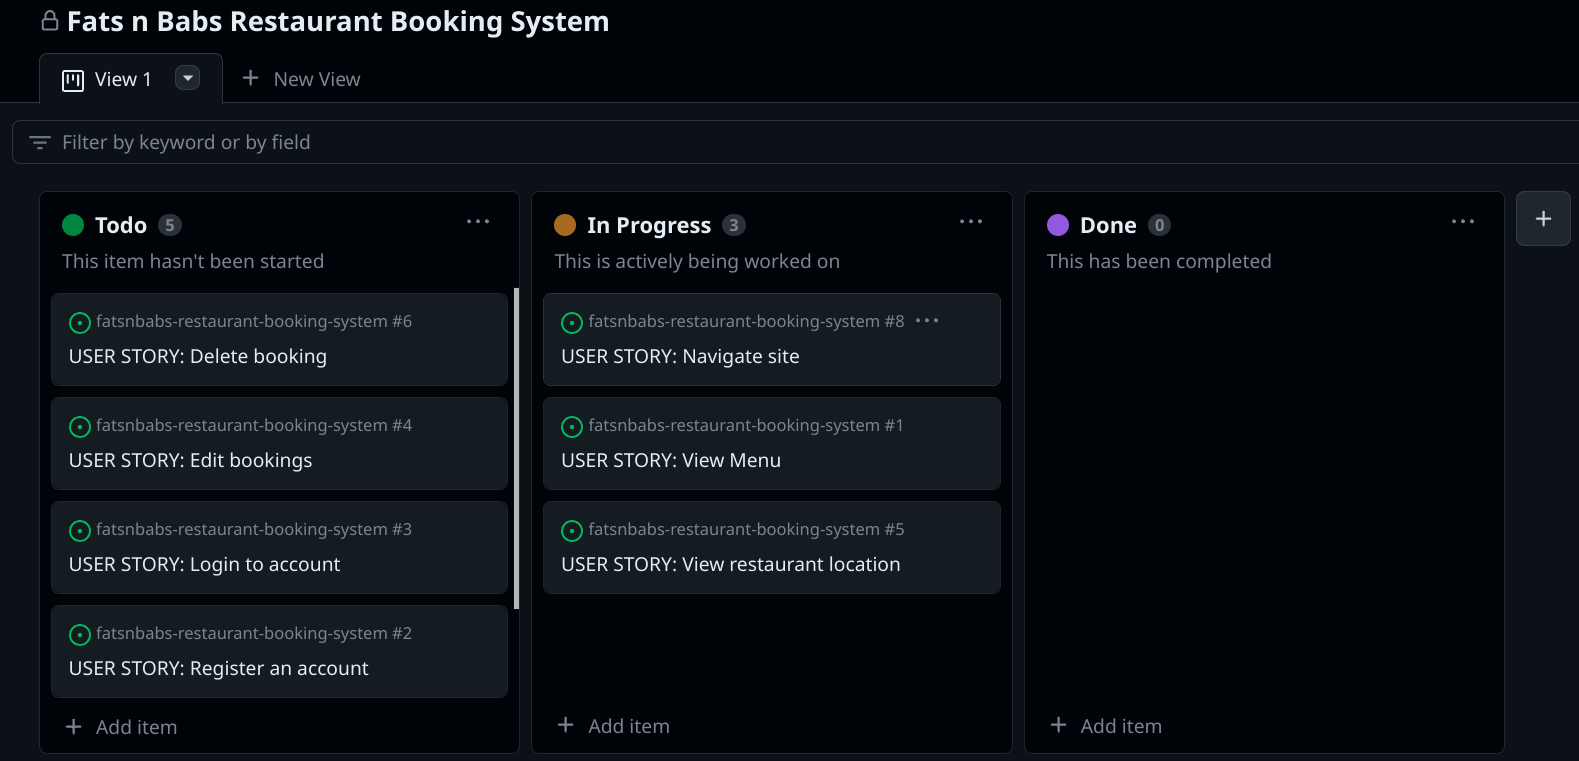 Fats n Babs Restaurant Booking System
View 1
New View
Filter by keyword or by field
Todo 5
This item hasn't been started
fatsnbabs-restaurant-booking-system #6
USER STORY: Delete booking
fatsnbabs-restaurant-booking-system #4
USER STORY: Edit bookings
fatsnbabs-restaurant-booking-system #3
USER STORY: Login to account
fatsnbabs-restaurant-booking-system #2
USER STORY: Register an account
Add item
In Progress 3
This is actively being worked on
fatsnbabs-restaurant-booking-system #8
USER STORY: Navigate site
fatsnbabs-restaurant-booking-system #1
USER STORY: View Menu
fatsnbabs-restaurant-booking-system #5
USER STORY: View restaurant location
Add item
Done 0
This has been completed
Add item